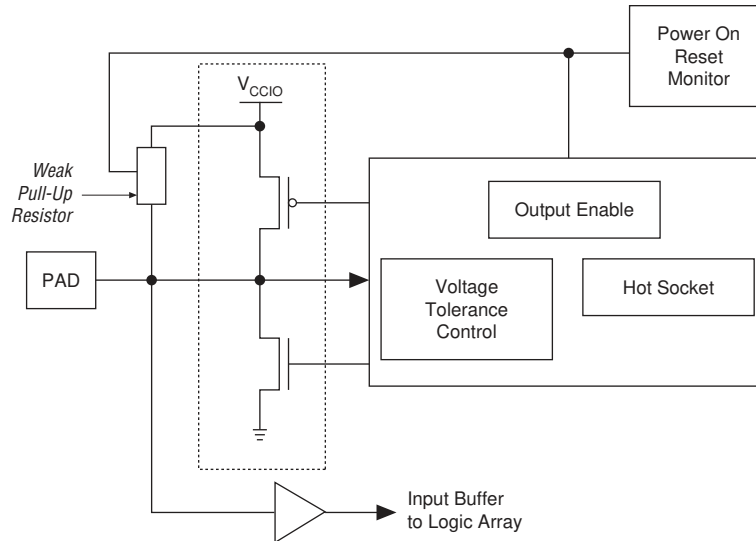 Power On
Reset
Monitor
V_CCIO
Weak
Pull-Up
Resistor
Output Enable
PAD
Voltage
Tolerance
Control
Hot Socket
Input Buffer
to Logic Array